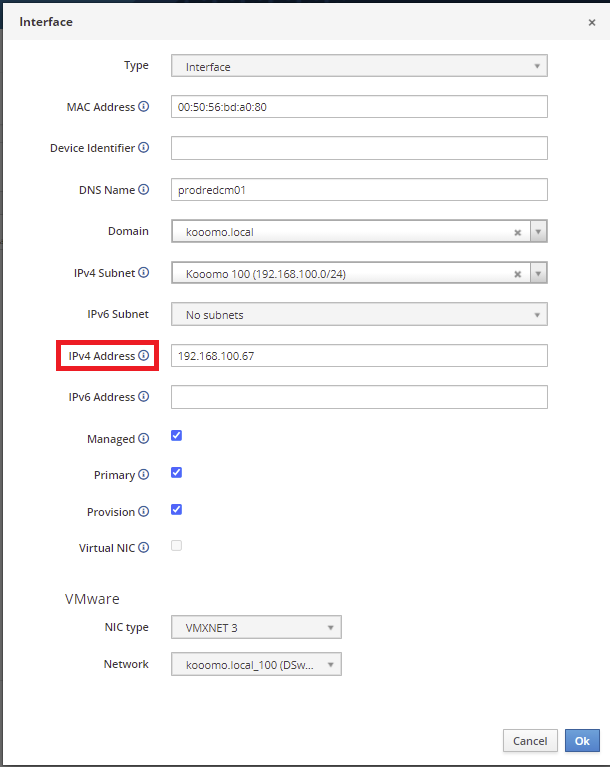 Interface ×
Type Interface
MAC Address 00:50:56:bd:a0:80
Device Identifier
DNS Name prodredcm01
Domain kooomo.local
IPv4 Subnet Kooomo 100 (192.168.100.0/24)
IPv6 Subnet No subnets
IPv4 Address 192.168.100.67
IPv6 Address
Managed
Primary
Provision
Virtual NIC
VMware
NIC type VMXNET 3
Network kooomo.local_100 (DSw...
Cancel Ok